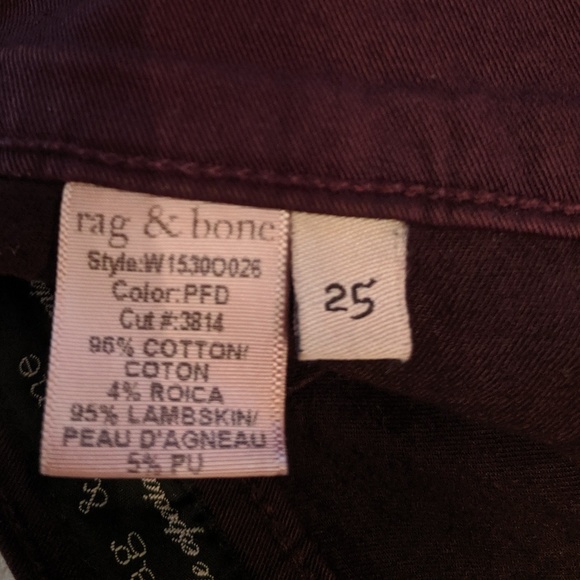 rag & bone
Style:W1530O026
Color:PFD
Cut #:3814
96% COTTON/
COTON
4% ROICA
95% LAMBSKIN/
PEAU D'AGNEAU
5% PU
25